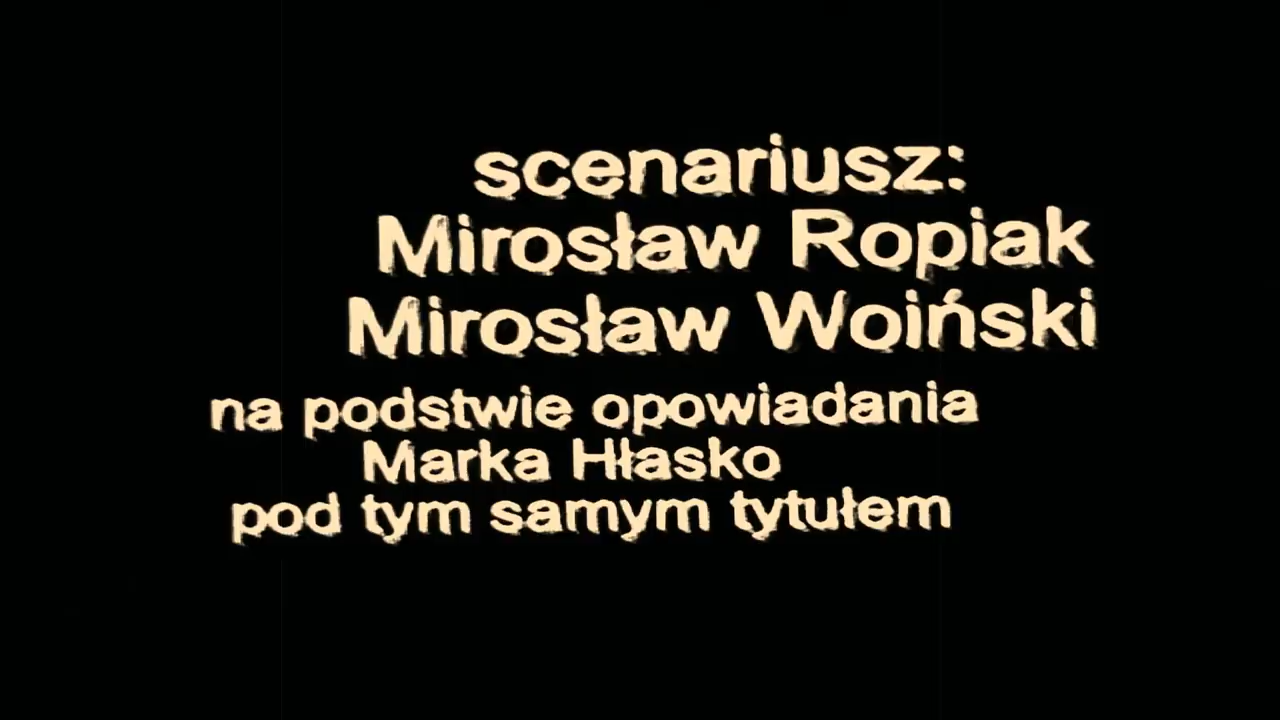 scenariusz:
Mirosław Ropiak
Mirosław Woiński
na podstwie opowiadania
Marka Hłasko
pod tym samym tytułem